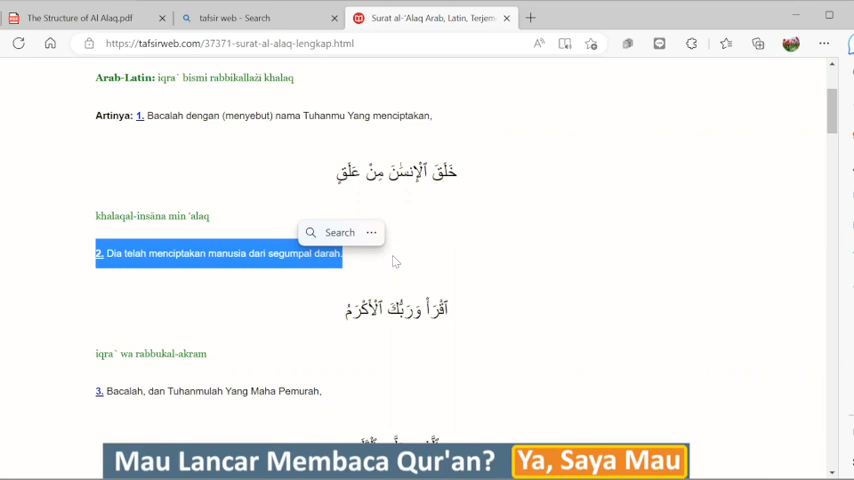 The Structure of Al Alaq.pdf
tafsir web - Search
Surat al-'Alaq Arab, Latin, Terjem
https://tafsirweb.com/37371-surat-al-alaq-lengkap.html
Arab-Latin: iqra` bismi rabbikallażī khalaq
Artinya: 1. Bacalah dengan (menyebut) nama Tuhanmu Yang menciptakan,
خَلَقَ ٱلْإِنسَٰنَ مِنْ عَلَقٍ
khalaqal-insāna min 'alaq
Search
2. Dia telah menciptakan manusia dari segumpal darah.
ٱقْرَأْ وَرَبُّكَ ٱلْأَكْرَمُ
iqra` wa rabbukal-akram
3. Bacalah, dan Tuhanmulah Yang Maha Pemurah,
Mau Lancar Membaca Qur'an? Ya, Saya Mau